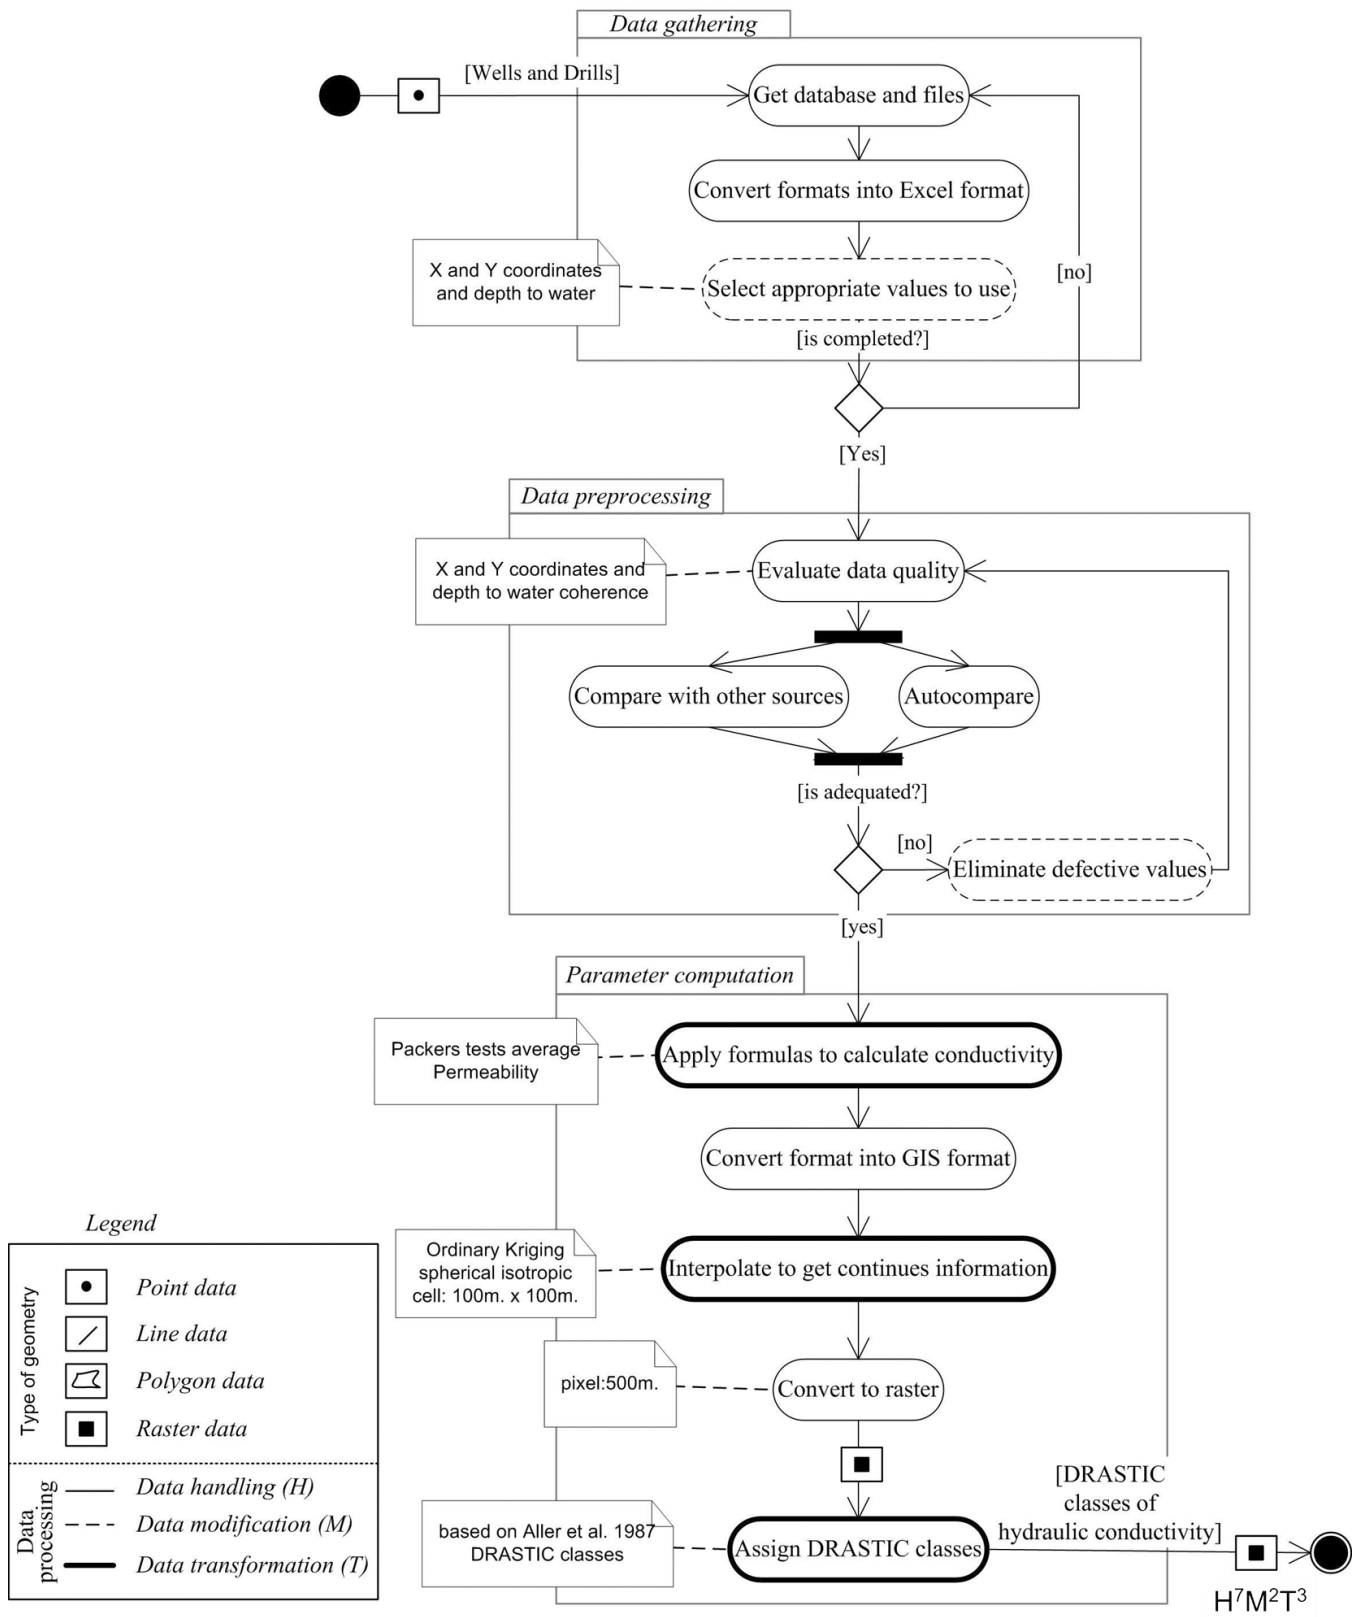 Data gathering
[Wells and Drills]
Get database and files
Convert formats into Excel format
X and Y coordinates
and depth to water
Select appropriate values to use
[no]
[is completed?]
[Yes]
Data preprocessing
X and Y coordinates and
depth to water coherence
Evaluate data quality
Compare with other sources
Autocompare
[is adequated?]
[no]
Eliminate defective values
[yes]
Parameter computation
Packers tests average
Permeability
Apply formulas to calculate conductivity
Convert format into GIS format
Ordinary Kriging
spherical isotropic
cell: 100m. x 100m.
Interpolate to get continues information
pixel:500m.
Convert to raster
based on Aller et al. 1987
DRASTIC classes
Assign DRASTIC classes
[DRASTIC
classes of
hydraulic conductivity]
H⁷M²T³
Legend
Type of geometry
Point data
Line data
Polygon data
Raster data
Data
processing
Data handling (H)
Data modification (M)
Data transformation (T)